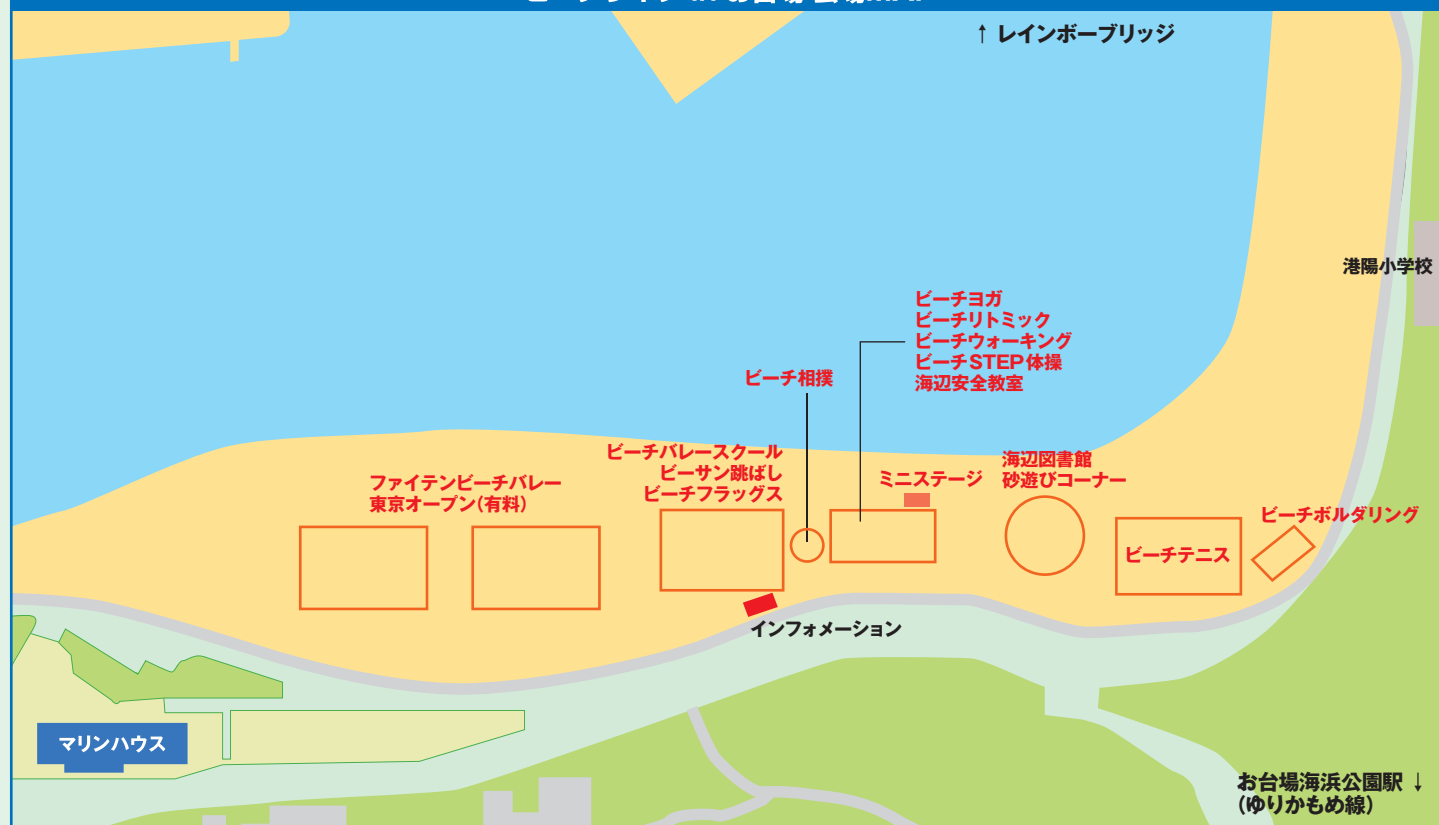 ↑ レインボーブリッジ
港陽小学校
ビーチヨガ
ビーチリトミック
ビーチウォーキング
ビーチSTEP体操
海辺安全教室
ビーチ相撲
ビーチバレースクール
ビーサン跳ばし
ビーチフラッグス
ミニステージ
海辺図書館
砂遊びコーナー
ファイテンビーチバレー
東京オープン(有料)
ビーチボルダリング
ビーチテニス
インフォメーション
マリンハウス
お台場海浜公園駅 ↓
(ゆりかもめ線)